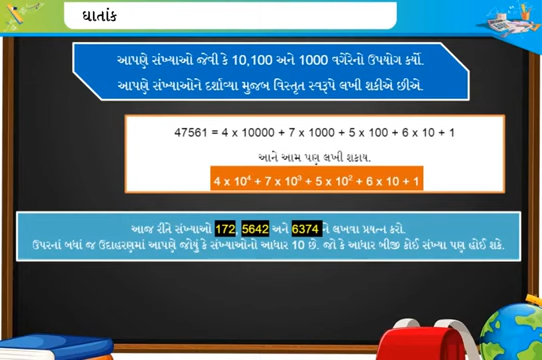 ઘાતાંક
આપણે સંખ્યાઓ જેવી કે 10,100 અને 1000 વગેરેનો ઉપયોગ કર્યો.
આપણે સંખ્યાઓને દર્શાવ્યા મુજબ વિસ્તૃત સ્વરૂપે લખી શકીએ છીએ.
47561 = 4 x 10000 + 7 x 1000 + 5 x 100 + 6 x 10 + 1
આને આમ પણ લખી શકાય.
4 x 10⁴ + 7 x 10³ + 5 x 10² + 6 x 10 + 1
આજ રીતે સંખ્યાઓ 172, 5642 અને 6374 ને લખવા પ્રયત્ન કરો.
ઉપરનાં બધાં જ ઉદાહરણમાં આપણે જોયું કે સંખ્યાઓનો આધાર 10 છે. જો કે આધાર બીજી કોઈ સંખ્યા પણ હોઈ શકે.